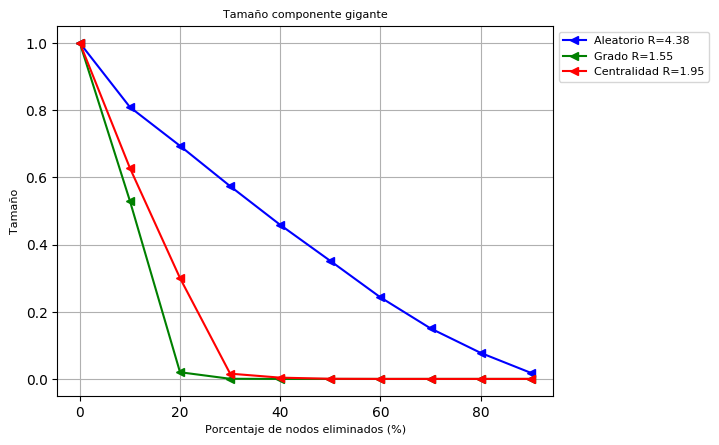 Tamaño componente gigante
Aleatorio R=4.38
Grado R=1.55
Centralidad R=1.95
Tamaño
1.0
0.8
0.6
0.4
0.2
0.0
0 20 40 60 80
Porcentaje de nodos eliminados (%)